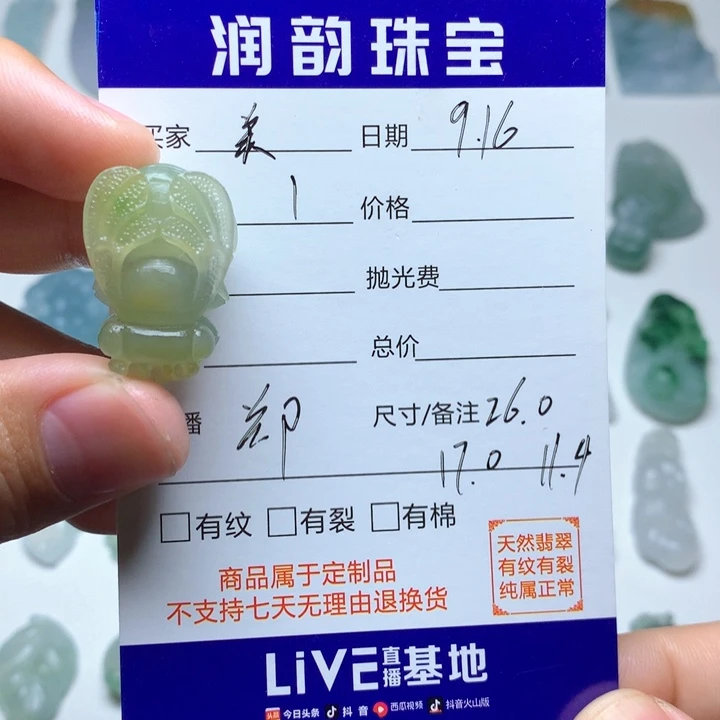 润韵珠宝
买家 日期 9.16
1 价格
抛光费
总价
播 郑 尺寸/备注 26.0
17.0 11.4
□有纹 □有裂 □有棉
商品属于定制品
不支持七天无理由退换货
天然翡翠
有纹有裂
纯属正常
LiVE直播基地
头条 今日头条 抖音 西瓜视频 抖音火山版